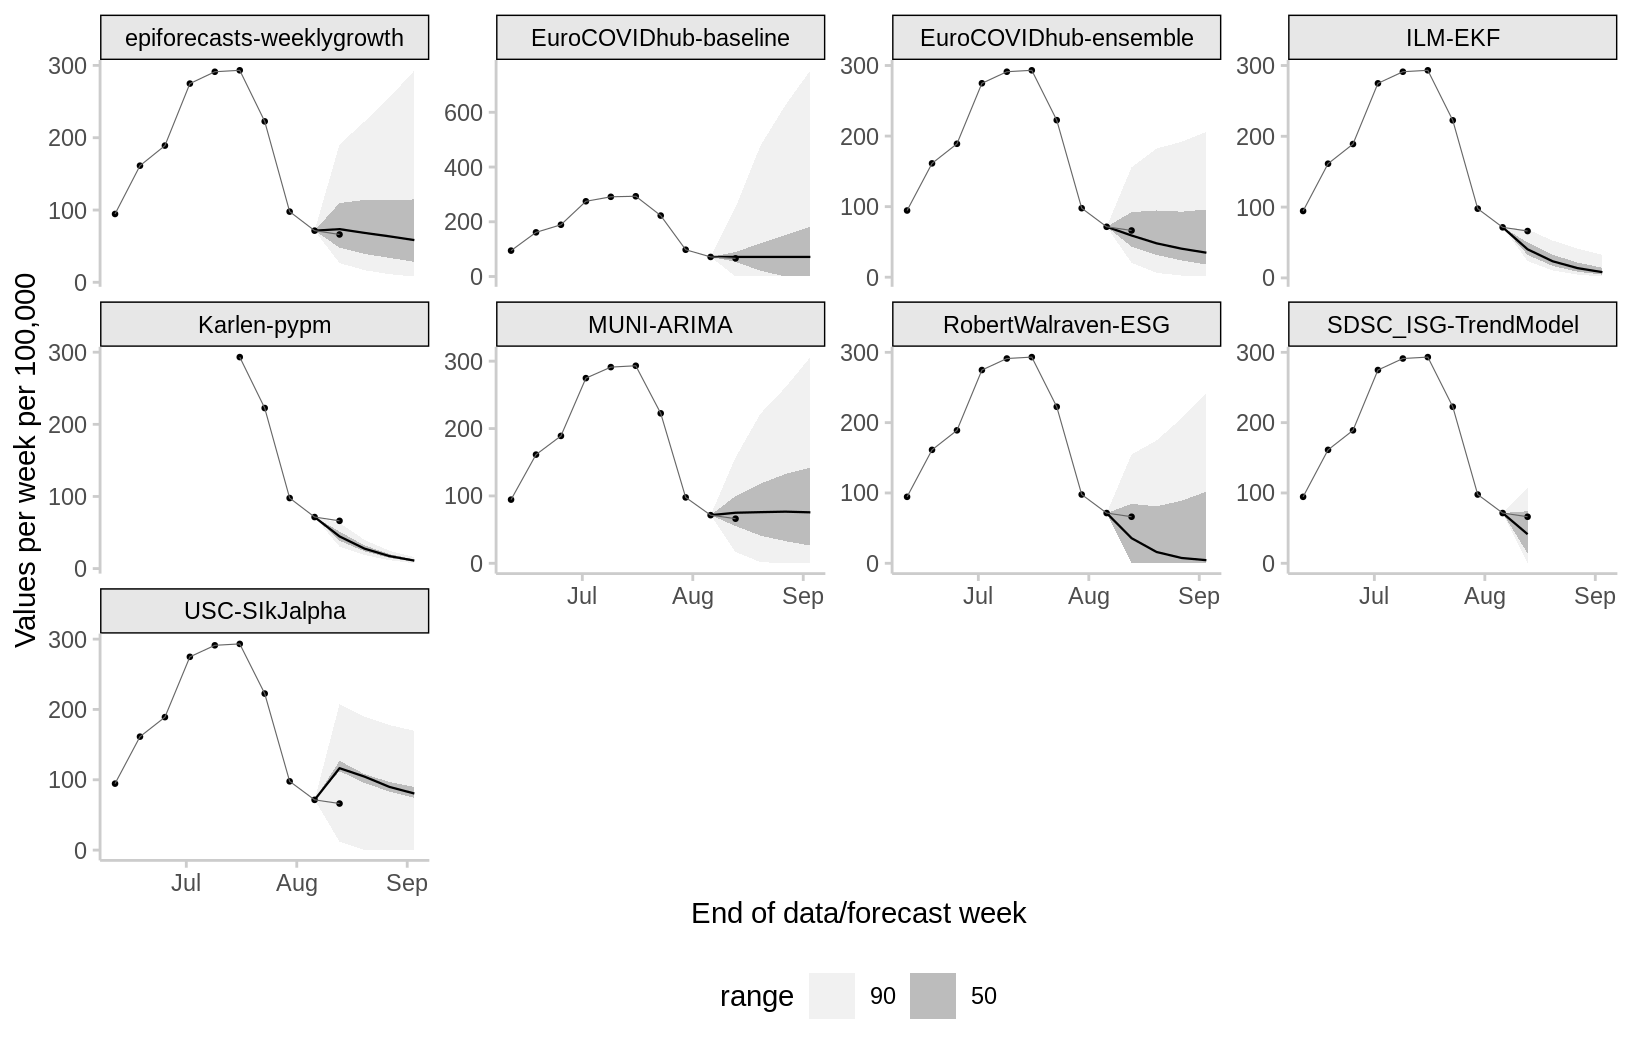 epiforecasts-weeklygrowth
EuroCOVIDhub-baseline
EuroCOVIDhub-ensemble
ILM-EKF
300
200
100
0
600
400
200
0
300
200
100
0
300
200
100
0
Values per week per 100,000
Karlen-pypm
MUNI-ARIMA
RobertWalraven-ESG
SDSC_ISG-TrendModel
300
200
100
0
300
200
100
0
300
200
100
0
300
200
100
0
Jul Aug Sep
Jul Aug Sep
Jul Aug Sep
USC-SIkJalpha
300
200
100
0
Jul Aug Sep
End of data/forecast week
range 90 50